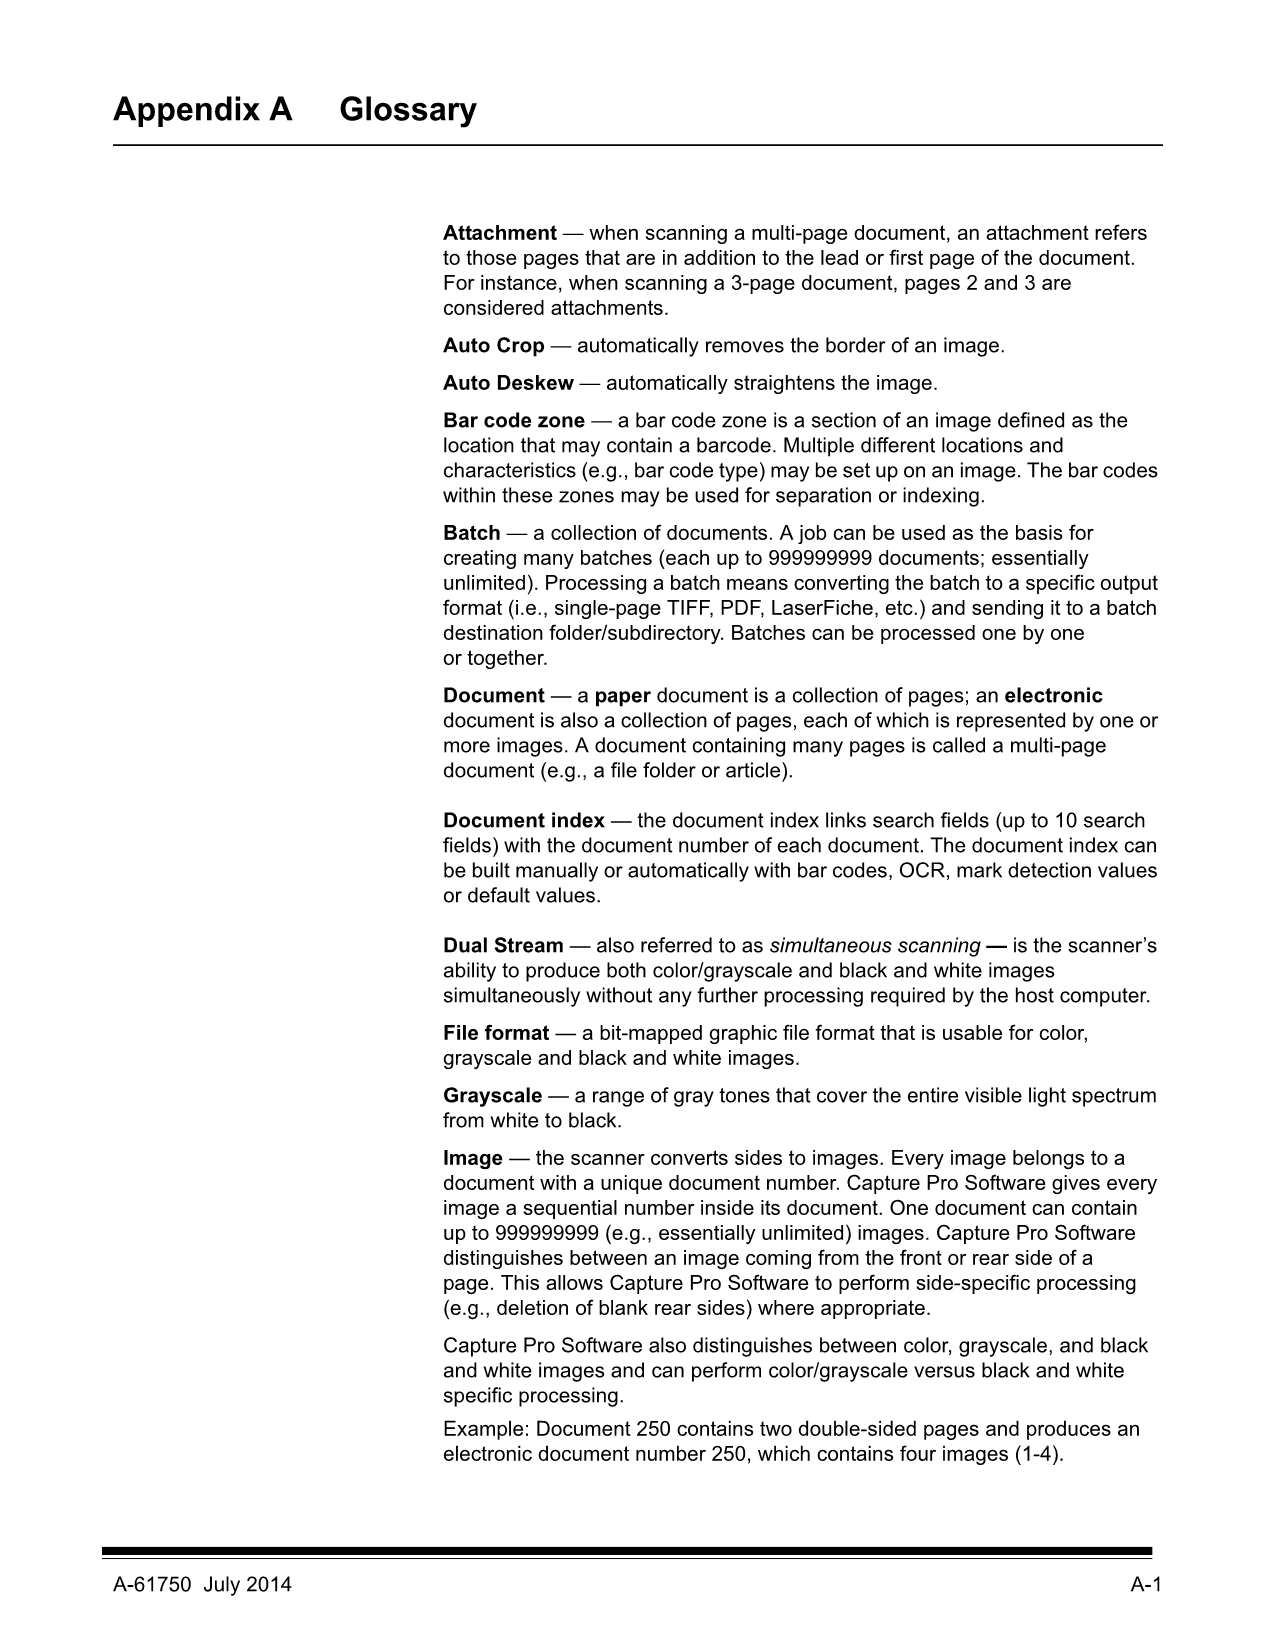 Appendix A Glossary
Attachment — when scanning a multi-page document, an attachment refers
to those pages that are in addition to the lead or first page of the document.
For instance, when scanning a 3-page document, pages 2 and 3 are
considered attachments.
Auto Crop — automatically removes the border of an image.
Auto Deskew — automatically straightens the image.
Bar code zone — a bar code zone is a section of an image defined as the
location that may contain a barcode. Multiple different locations and
characteristics (e.g., bar code type) may be set up on an image. The bar codes
within these zones may be used for separation or indexing.
Batch — a collection of documents. A job can be used as the basis for
creating many batches (each up to 999999999 documents; essentially
unlimited). Processing a batch means converting the batch to a specific output
format (i.e., single-page TIFF, PDF, LaserFiche, etc.) and sending it to a batch
destination folder/subdirectory. Batches can be processed one by one
or together.
Document — a paper document is a collection of pages; an electronic
document is also a collection of pages, each of which is represented by one or
more images. A document containing many pages is called a multi-page
document (e.g., a file folder or article).
Document index — the document index links search fields (up to 10 search
fields) with the document number of each document. The document index can
be built manually or automatically with bar codes, OCR, mark detection values
or default values.
Dual Stream — also referred to as simultaneous scanning — is the scanner’s
ability to produce both color/grayscale and black and white images
simultaneously without any further processing required by the host computer.
File format — a bit-mapped graphic file format that is usable for color,
grayscale and black and white images.
Grayscale — a range of gray tones that cover the entire visible light spectrum
from white to black.
Image — the scanner converts sides to images. Every image belongs to a
document with a unique document number. Capture Pro Software gives every
image a sequential number inside its document. One document can contain
up to 999999999 (e.g., essentially unlimited) images. Capture Pro Software
distinguishes between an image coming from the front or rear side of a
page. This allows Capture Pro Software to perform side-specific processing
(e.g., deletion of blank rear sides) where appropriate.
Capture Pro Software also distinguishes between color, grayscale, and black
and white images and can perform color/grayscale versus black and white
specific processing.
Example: Document 250 contains two double-sided pages and produces an
electronic document number 250, which contains four images (1-4).
A-61750 July 2014 A-1